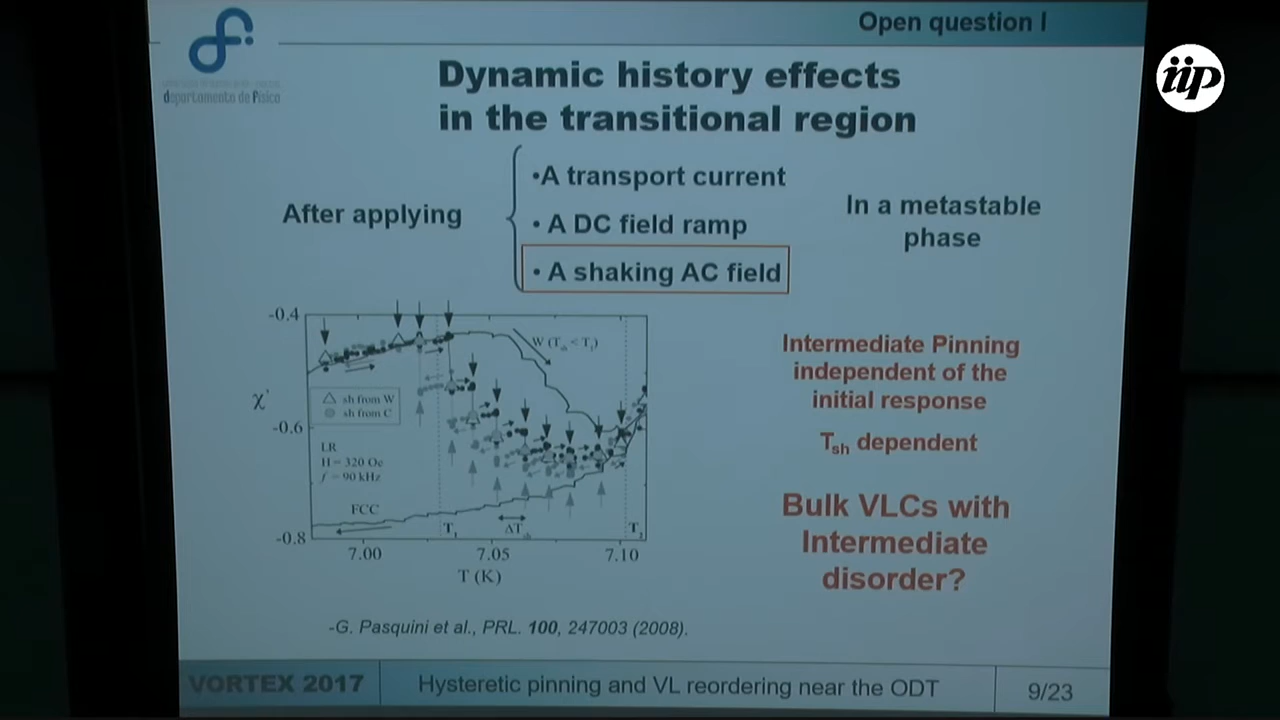 Open question I
iip
departamento de física
Dynamic history effects
in the transitional region
After applying
•A transport current
• A DC field ramp
• A shaking AC field
In a metastable
phase
-0.4
-0.6
-0.8
χ'
W (T_sh < T_1)
△ sh from W
● sh from C
LR
H = 320 Oe
f = 90 kHz
FCC
T_1
ΔT_sh
T_2
7.00
7.05
7.10
T (K)
Intermediate Pinning
independent of the
initial response
T_sh dependent
Bulk VLCs with
Intermediate
disorder?
-G. Pasquini et al., PRL. 100, 247003 (2008).
VORTEX 2017
Hysteretic pinning and VL reordering near the ODT
9/23